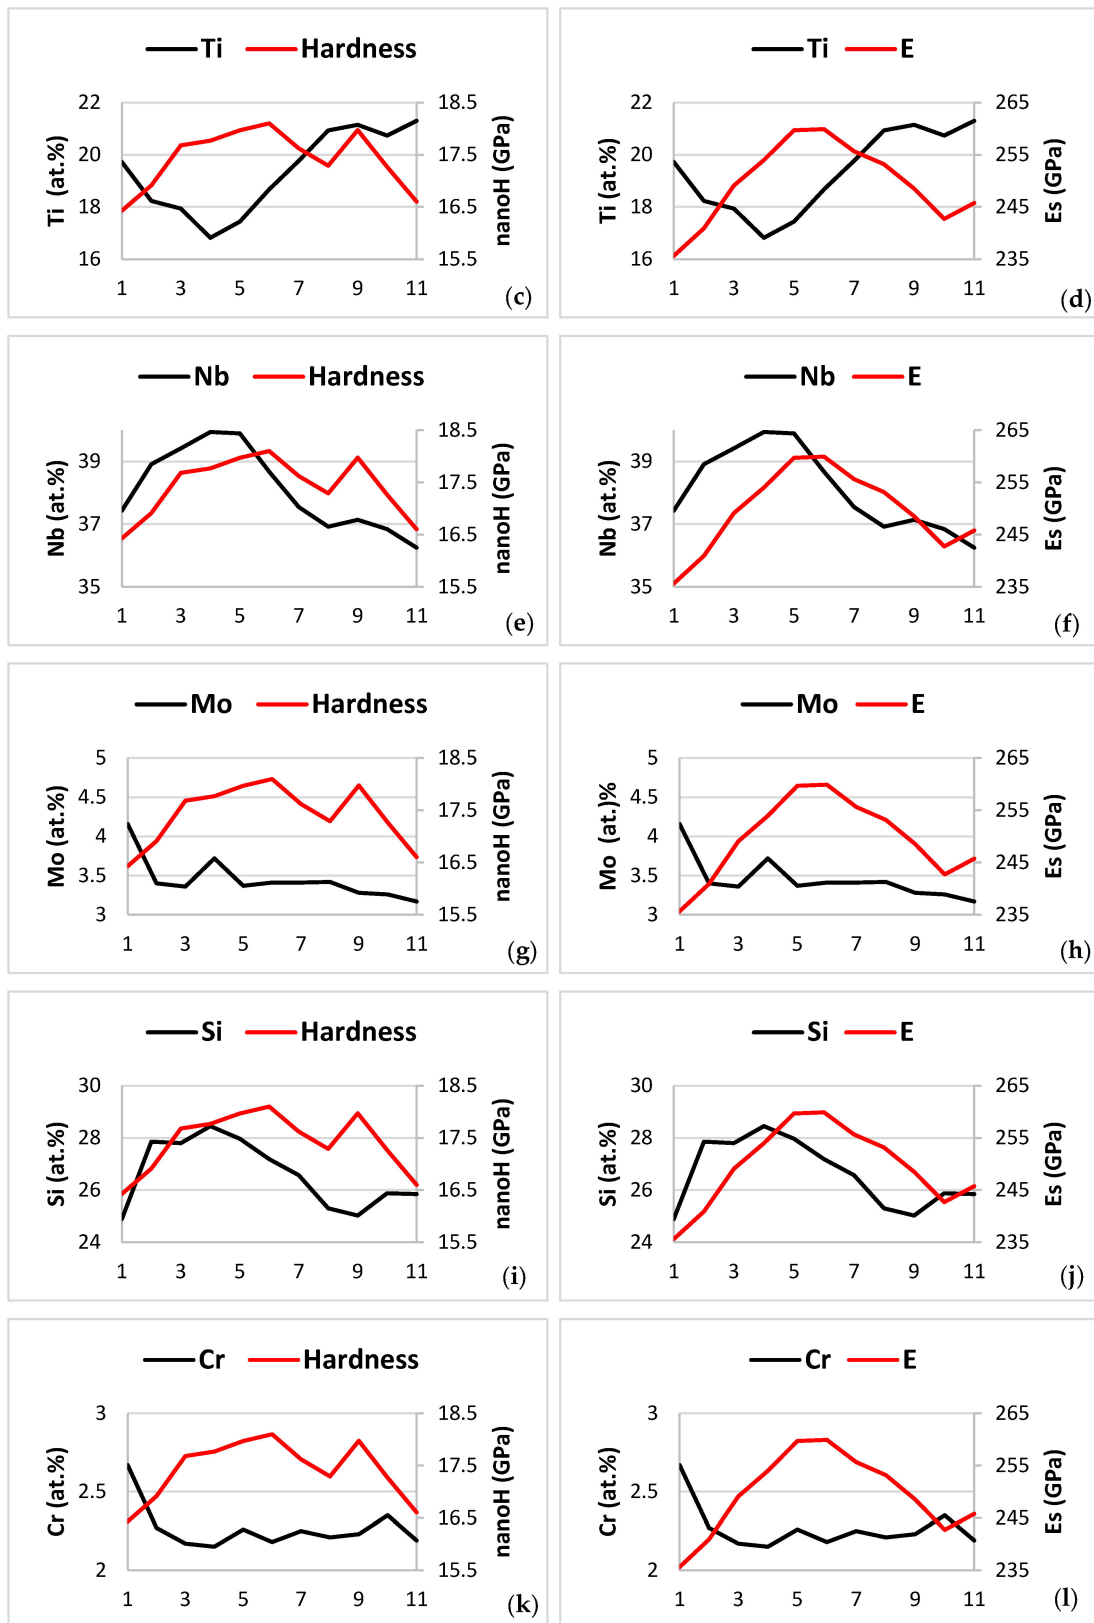 Ti Hardness
Ti (at.%)
22
20
18
16
18.5
17.5
16.5
15.5
nanoH (GPa)
1 3 5 7 9 11
(c)
Ti E
Ti (at.%)
22
20
18
16
265
255
245
235
Es (GPa)
1 3 5 7 9 11
(d)
Nb Hardness
Nb (at.%)
39
37
35
18.5
17.5
16.5
15.5
nanoH (GPa)
1 3 5 7 9 11
(e)
Nb E
Nb (at.%)
39
37
35
265
255
245
235
Es (GPa)
1 3 5 7 9 11
(f)
Mo Hardness
Mo (at.%)
5
4.5
4
3.5
3
18.5
17.5
16.5
15.5
nanoH (GPa)
1 3 5 7 9 11
(g)
Mo E
Mo (at.)%
5
4.5
4
3.5
3
265
255
245
235
Es (GPa)
1 3 5 7 9 11
(h)
Si Hardness
Si (at.%)
30
28
26
24
18.5
17.5
16.5
15.5
nanoH (GPa)
1 3 5 7 9 11
(i)
Si E
Si (at.%)
30
28
26
24
265
255
245
235
Es (GPa)
1 3 5 7 9 11
(j)
Cr Hardness
Cr (at.%)
3
2.5
2
18.5
17.5
16.5
15.5
nanoH (GPa)
1 3 5 7 9 11
(k)
Cr E
Cr (at.%)
3
2.5
2
265
255
245
235
Es (GPa)
1 3 5 7 9 11
(l)